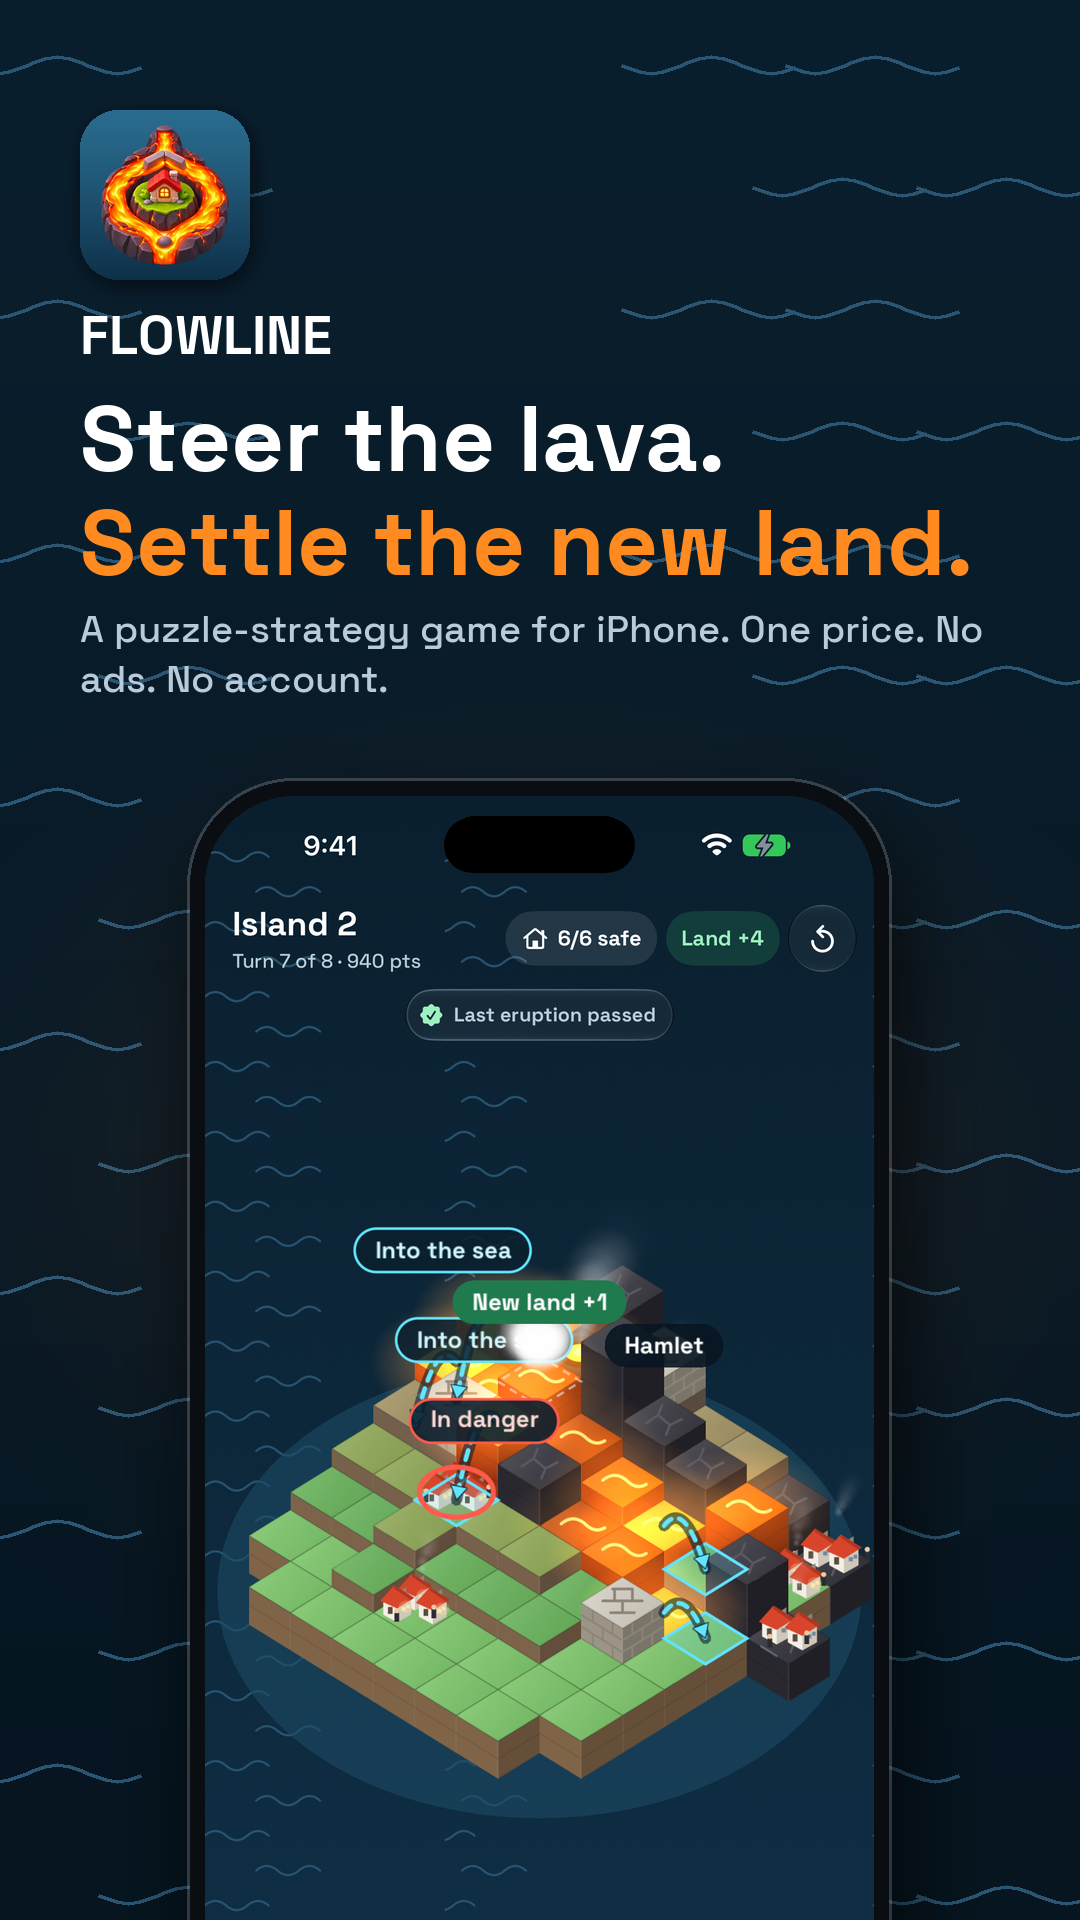 FLOWLINE
Steer the lava.
Settle the new land.
A puzzle-strategy game for iPhone. One price. No
ads. No account.
9:41
Island 2
6/6 safe
Land +4
Turn 7 of 8 · 940 pts
Last eruption passed
Into the sea
New land +1
Into the
Hamlet
In danger